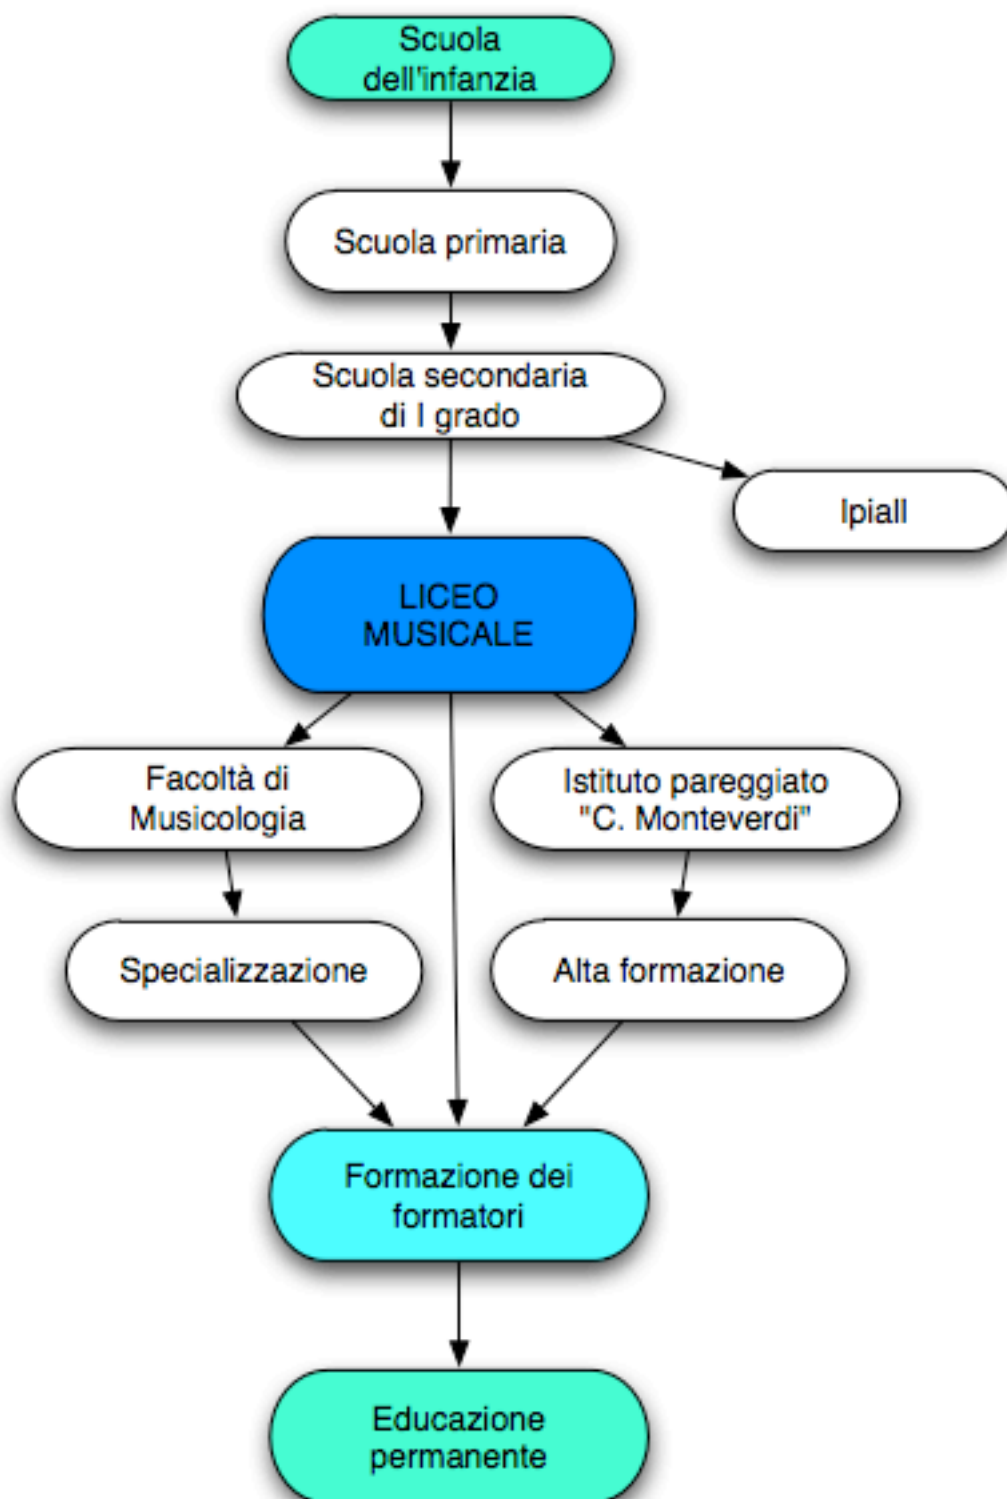 Scuola
dell'infanzia
Scuola primaria
Scuola secondaria
di I grado
Ipiall
LICEO
MUSICALE
Facoltà di
Musicologia
Istituto pareggiato
"C. Monteverdi"
Specializzazione
Alta formazione
Formazione dei
formatori
Educazione
permanente